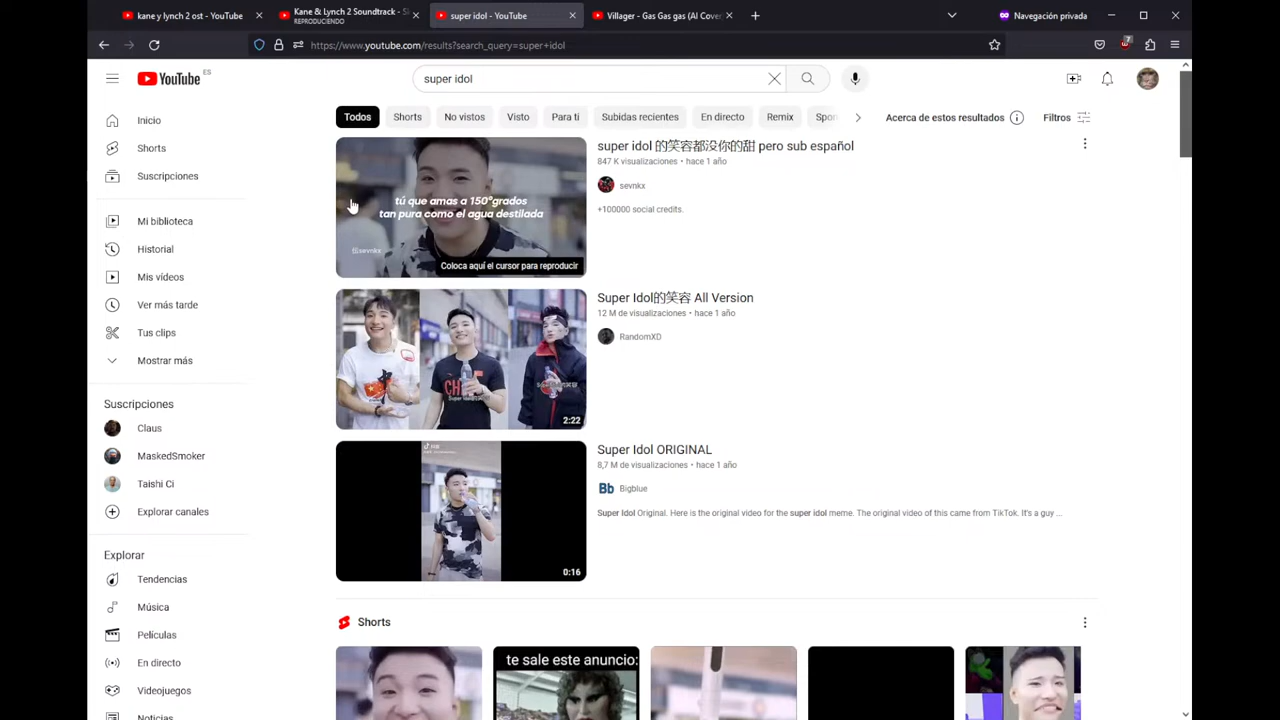 kane y lynch 2 ost - YouTube
Kane & Lynch 2 Soundtrack - S
REPRODUCIENDO
super idol - YouTube
Villager - Gas Gas gas (AI Cover
Navegación privada
https://www.youtube.com/results?search_query=super+idol
7
YouTube ES
super idol
Todos
Shorts
No vistos
Visto
Para ti
Subidas recientes
En directo
Remix
Spon
Acerca de estos resultados
Filtros
Inicio
Shorts
Suscripciones
Mi biblioteca
Historial
Mis vídeos
Ver más tarde
Tus clips
Mostrar más
Suscripciones
Claus
MaskedSmoker
Taishi Ci
Explorar canales
Explorar
Tendencias
Música
Películas
En directo
Videojuegos
Noticias
tú que amas a 150°grados
tan pura como el agua destilada
sevnkx
Coloca aquí el cursor para reproducir
super idol 的笑容都没你的甜 pero sub español
847 K visualizaciones • hace 1 año
sevnkx
+100000 social credits.
2:22
Super Idol的笑容 All Version
12 M de visualizaciones • hace 1 año
RandomXD
0:16
Super Idol ORIGINAL
8,7 M de visualizaciones • hace 1 año
Bb
Bigblue
Super Idol Original. Here is the original video for the super idol meme. The original video of this came from TikTok. It's a guy ...
Shorts
te sale este anuncio: